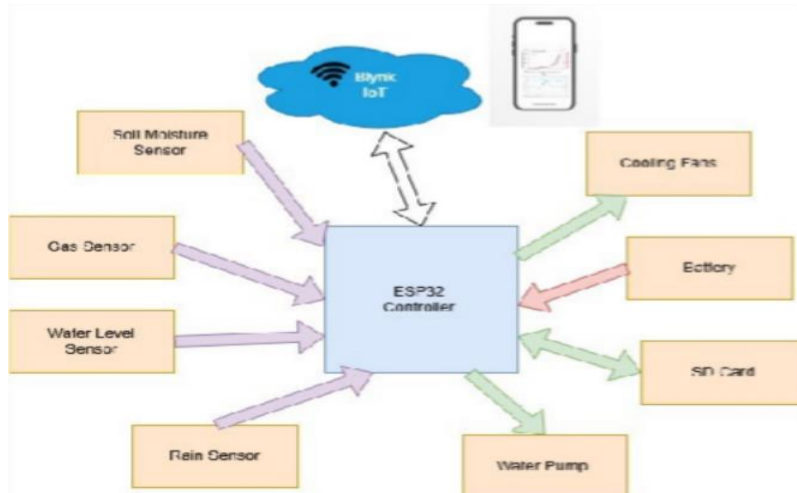 Blynk
IoT
Soil Moisture
Sensor
Cooling Fans
Gas Sensor
Battery
ESP32
Controller
Water Level
Sensor
SD Card
Rain Sensor
Water Pump